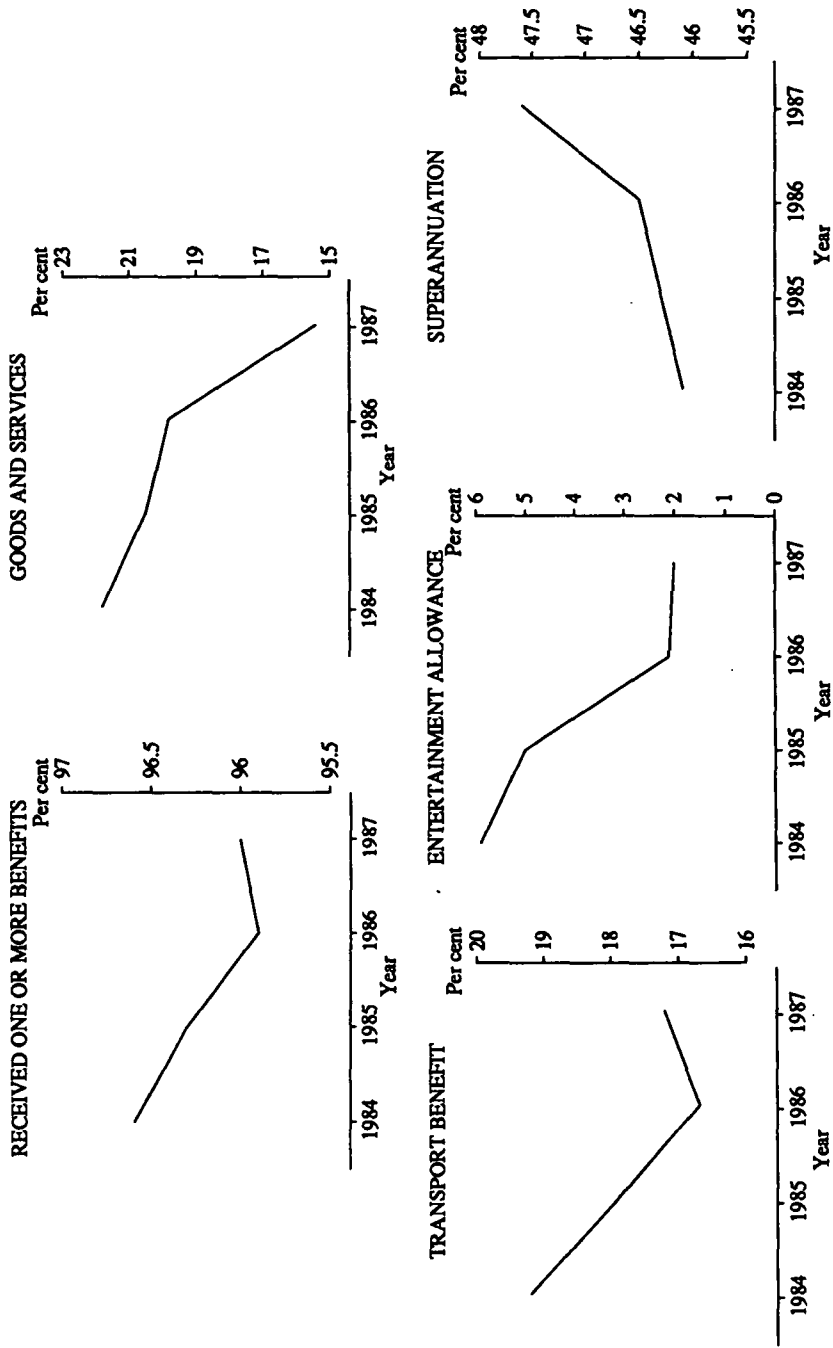 RECEIVED ONE OR MORE BENEFITS
Per cent
97
96.5
96
95.5
1984 1985 1986 1987
Year
GOODS AND SERVICES
Per cent
23
21
19
17
15
1984 1985 1986 1987
Year
TRANSPORT BENEFIT
Per cent
20
19
18
17
16
1984 1985 1986 1987
Year
ENTERTAINMENT ALLOWANCE
Per cent
6
5
4
3
2
1
0
1984 1985 1986 1987
Year
SUPERANNUATION
Per cent
48
47.5
47
46.5
46
45.5
1984 1985 1986 1987
Year